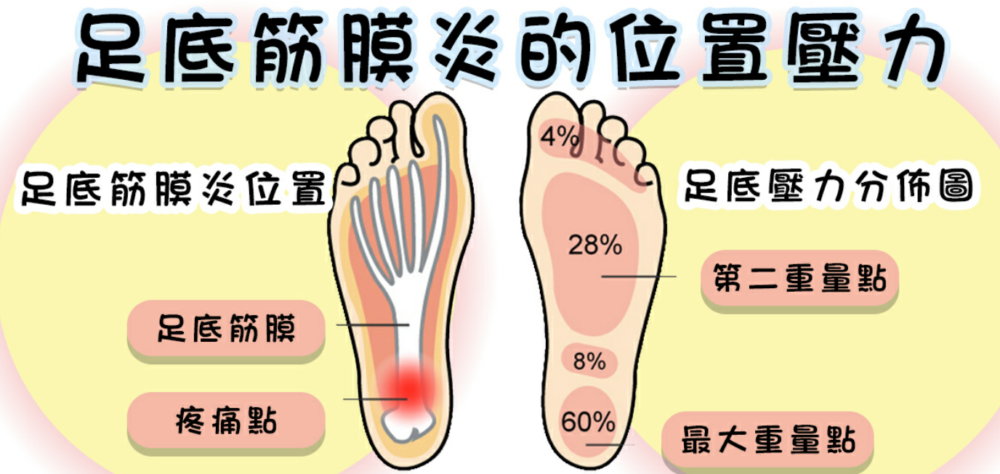 足底筋膜炎的位置壓力
足底筋膜炎位置
足底筋膜
疼痛點
足底壓力分佈圖
4%
28%
第二重量點
8%
60%
最大重量點